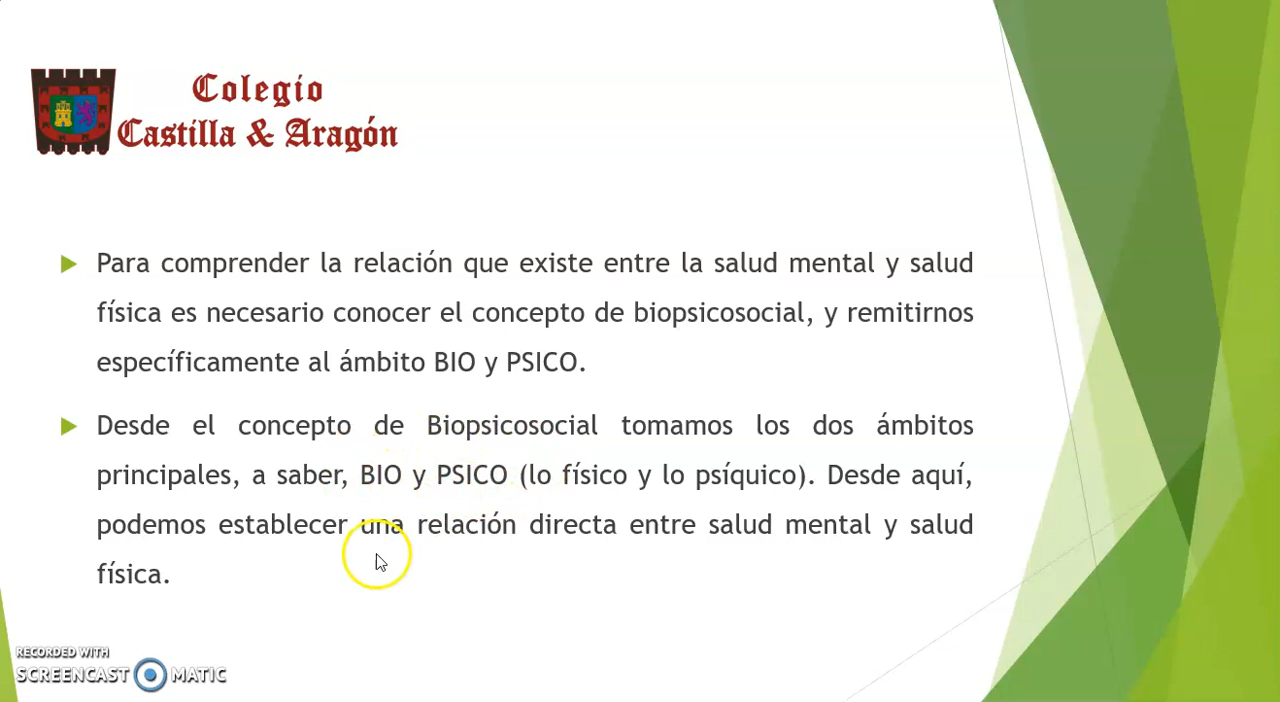 Colegio
Castilla & Aragón
Para comprender la relación que existe entre la salud mental y salud
física es necesario conocer el concepto de biopsicosocial, y remitirnos
específicamente al ámbito BIO y PSICO.
Desde el concepto de Biopsicosocial tomamos los dos ámbitos
principales, a saber, BIO y PSICO (lo físico y lo psíquico). Desde aquí,
podemos establecer una relación directa entre salud mental y salud
física.
RECORDED WITH
SCREENCAST MATIC